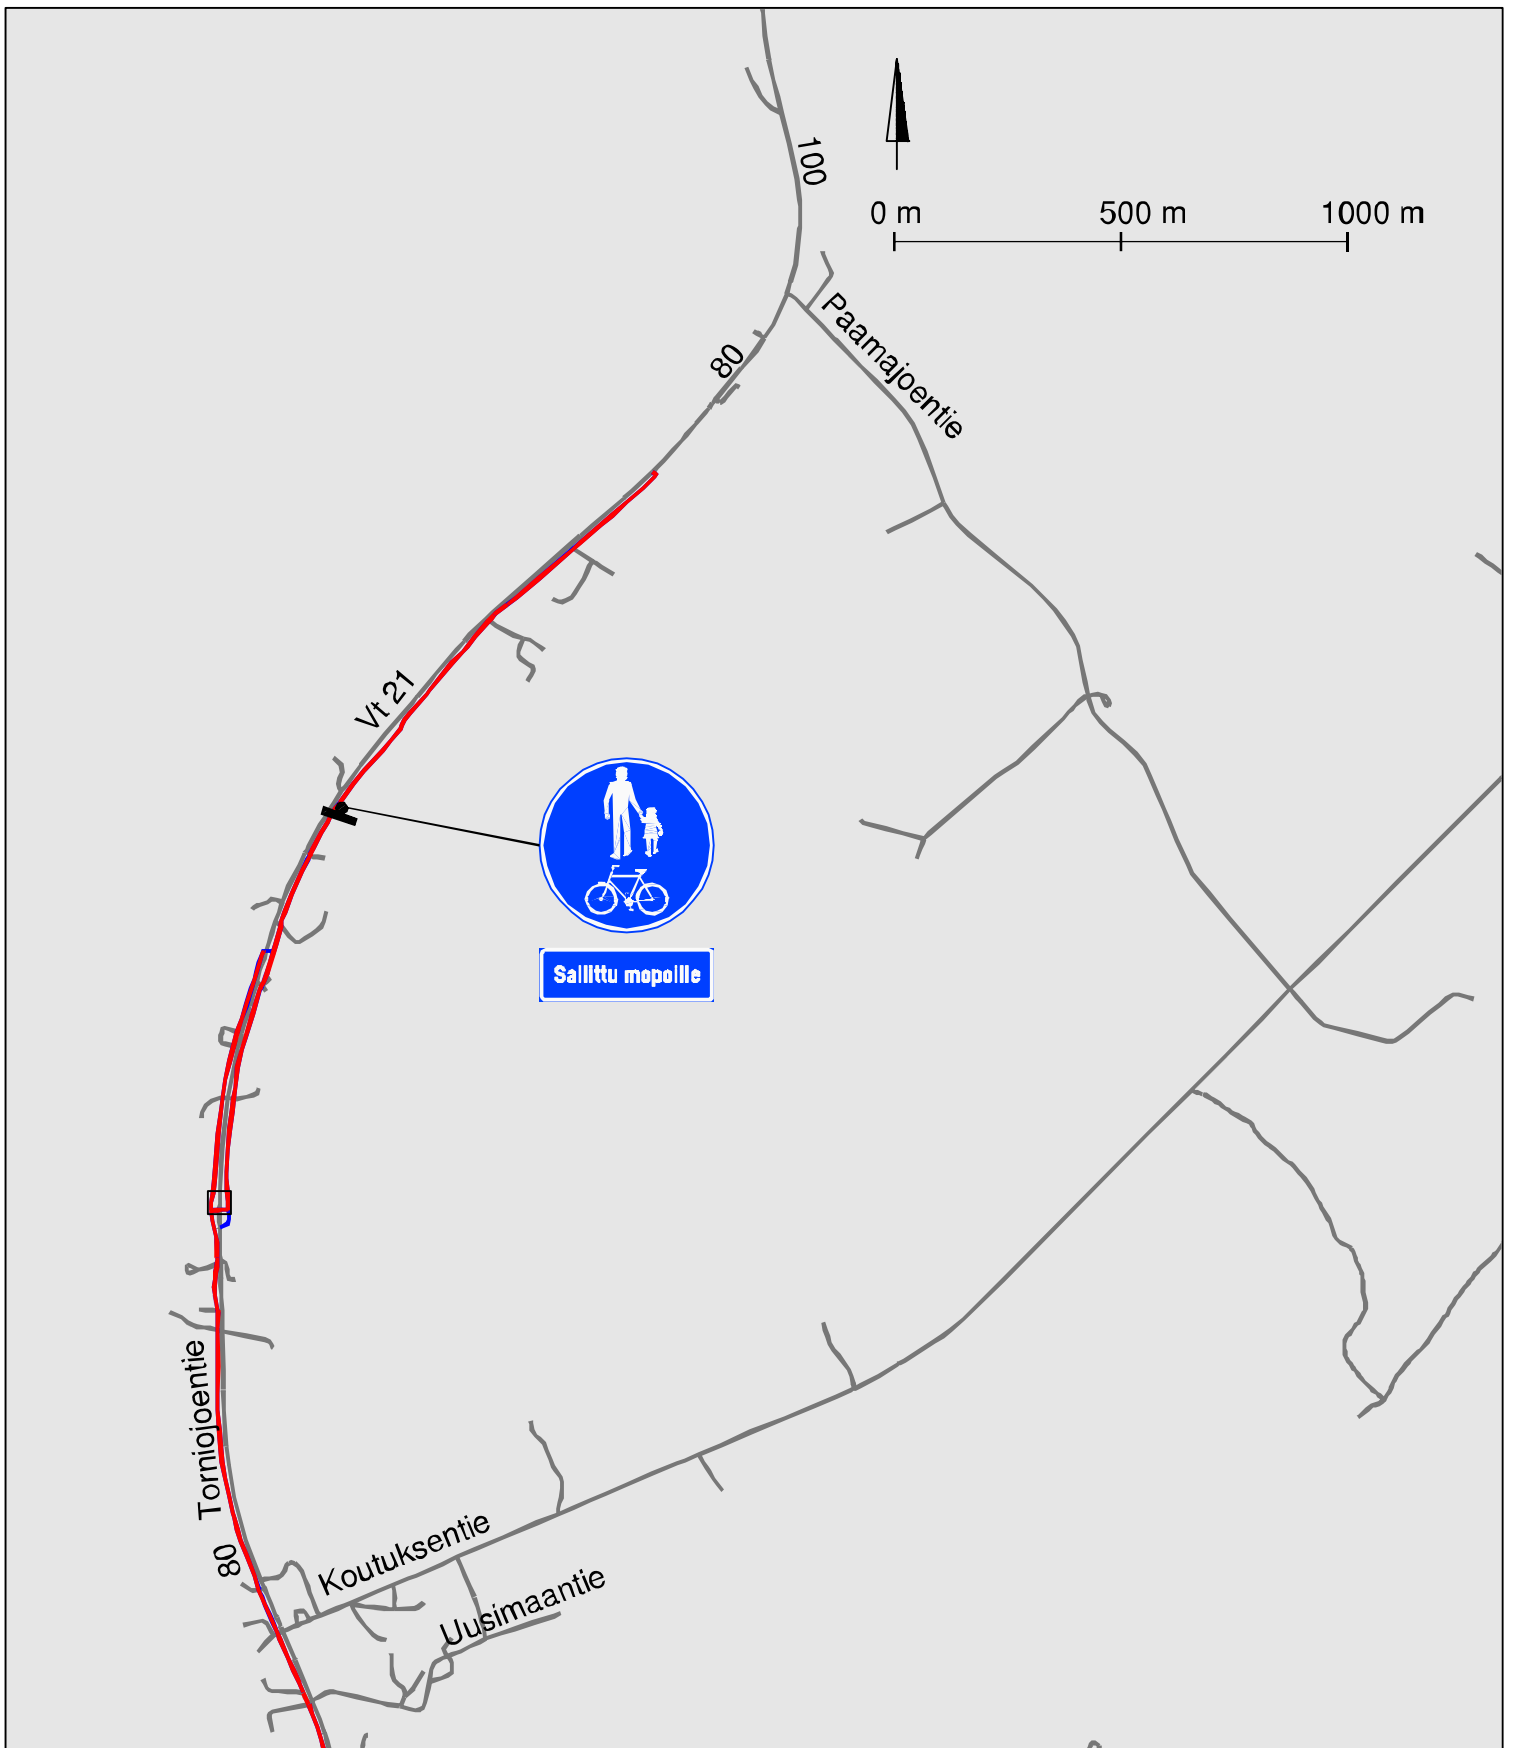 100
0 m
500 m
1000 m
Paamajoentie
80
Vt 21
Sallittu mopoille
Torniojoentie
80
Koutuksentie
Uusimaantie